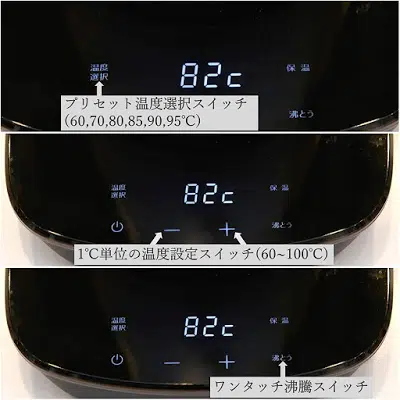 温度
選択
82c
保温
プリセット温度選択スイッチ
(60,70,80,85,90,95℃)
沸とう
温度
選択
82c
保温
− +
沸とう
1℃単位の温度設定スイッチ(60~100℃)
温度
選択
82c
保温
− +
沸とう
ワンタッチ沸騰スイッチ